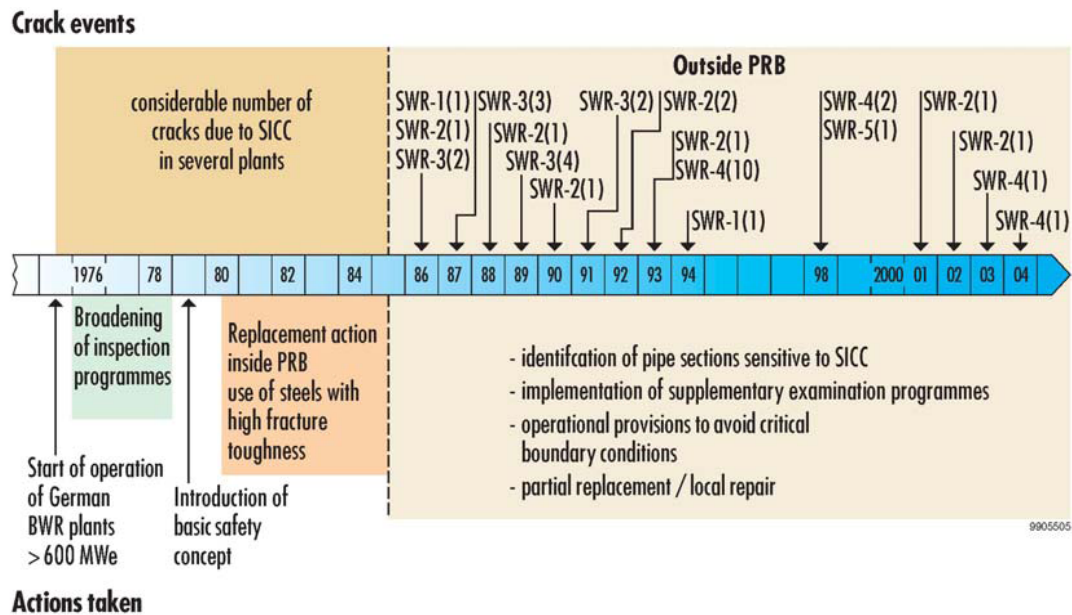 Crack events
considerable number of
cracks due to SICC
in several plants
Outside PRB
SWR-1(1)
SWR-2(1)
SWR-3(2)
SWR-3(3)
SWR-2(1)
SWR-3(4)
SWR-2(1)
SWR-3(2)
SWR-2(2)
SWR-2(1)
SWR-4(10)
SWR-1(1)
SWR-4(2)
SWR-5(1)
SWR-2(1)
SWR-2(1)
SWR-4(1)
SWR-4(1)
1976 78 80 82 84 86 87 88 89 90 91 92 93 94 98 2000 01 02 03 04
Broadening
of inspection
programmes
Replacement action
inside PRB
use of steels with
high fracture
toughness
- identifcation of pipe sections sensitive to SICC
- implementation of supplementary examination programmes
- operational provisions to avoid critical
boundary conditions
- partial replacement / local repair
Start of operation
of German
BWR plants
>600 MWe
Introduction of
basic safety
concept
9905505
Actions taken